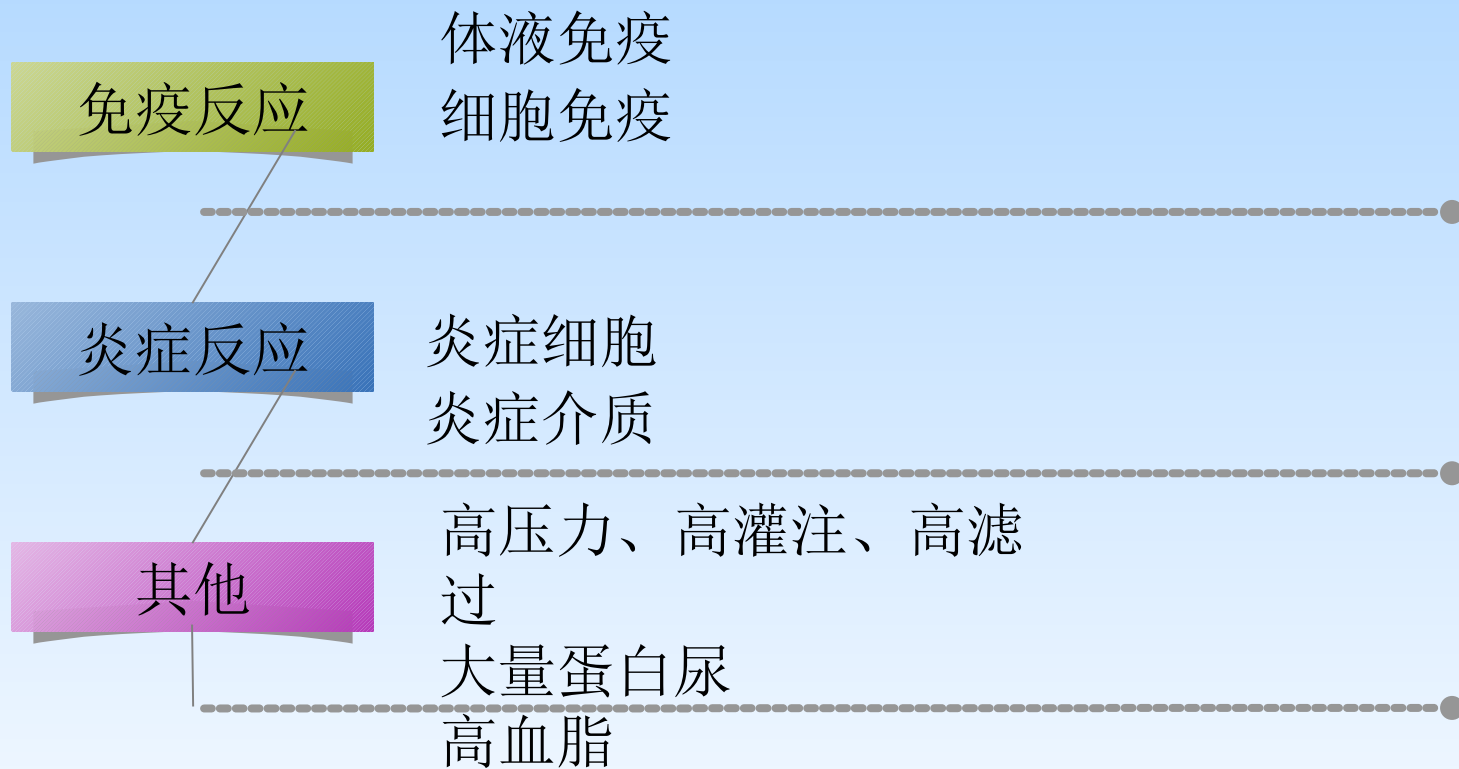 免疫反应
体液免疫
细胞免疫
炎症反应
炎症细胞
炎症介质
其他
高压力、高灌注、高滤
过
大量蛋白尿
高血脂